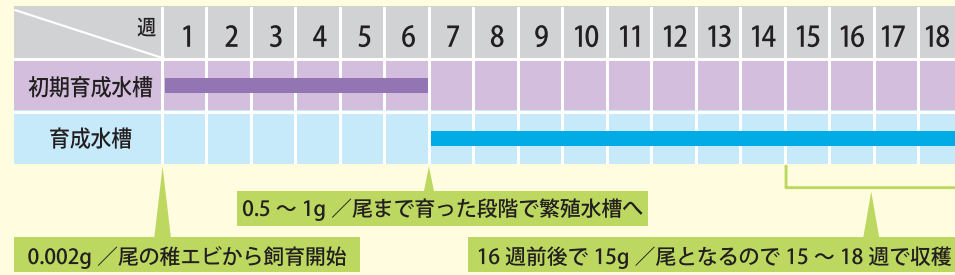 週 1 2 3 4 5 6 7 8 9 10 11 12 13 14 15 16 17 18
初期育成水槽
育成水槽
0.5 〜 1g ／尾まで育った段階で繁殖水槽へ
0.002g ／尾の稚エビから飼育開始
16 週前後で 15g ／尾となるので 15 〜 18 週で収穫